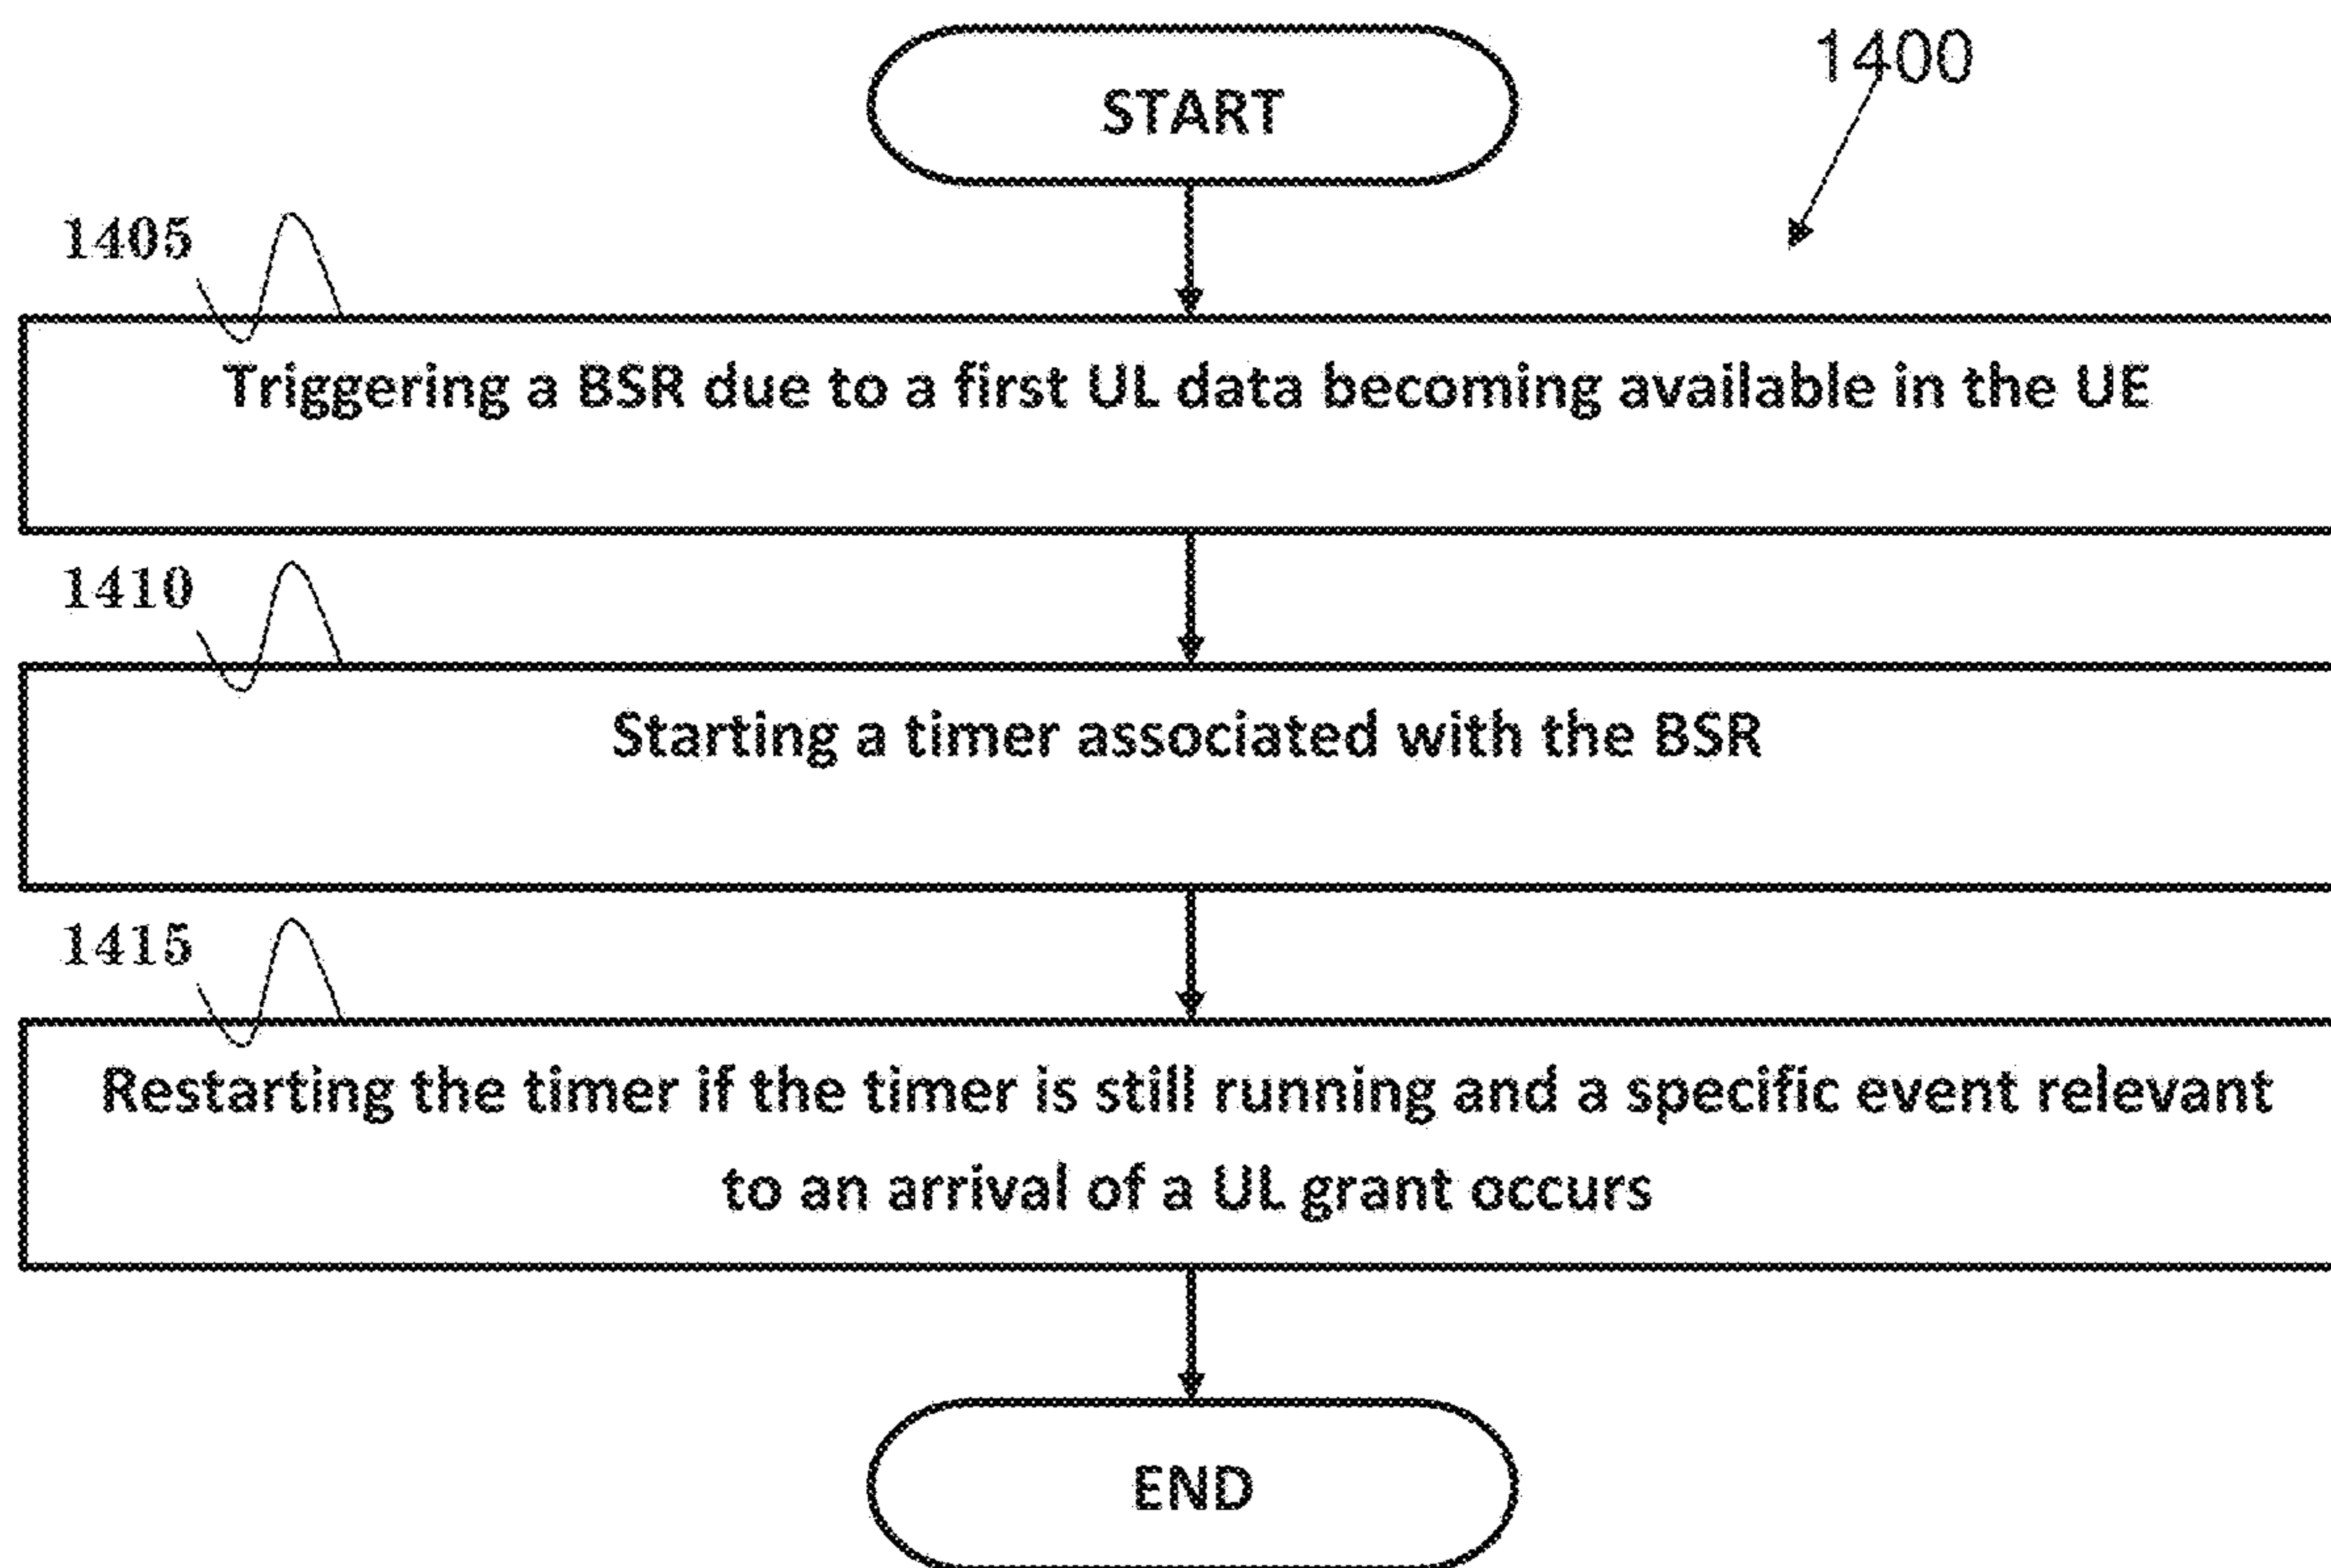 START
1400
1405
Triggering a BSR due to a first UL data becoming available in the UE
1410
Starting a timer associated with the BSR
1415
Restarting the timer if the timer is still running and a specific event relevant
to an arrival of a UL grant occurs
END